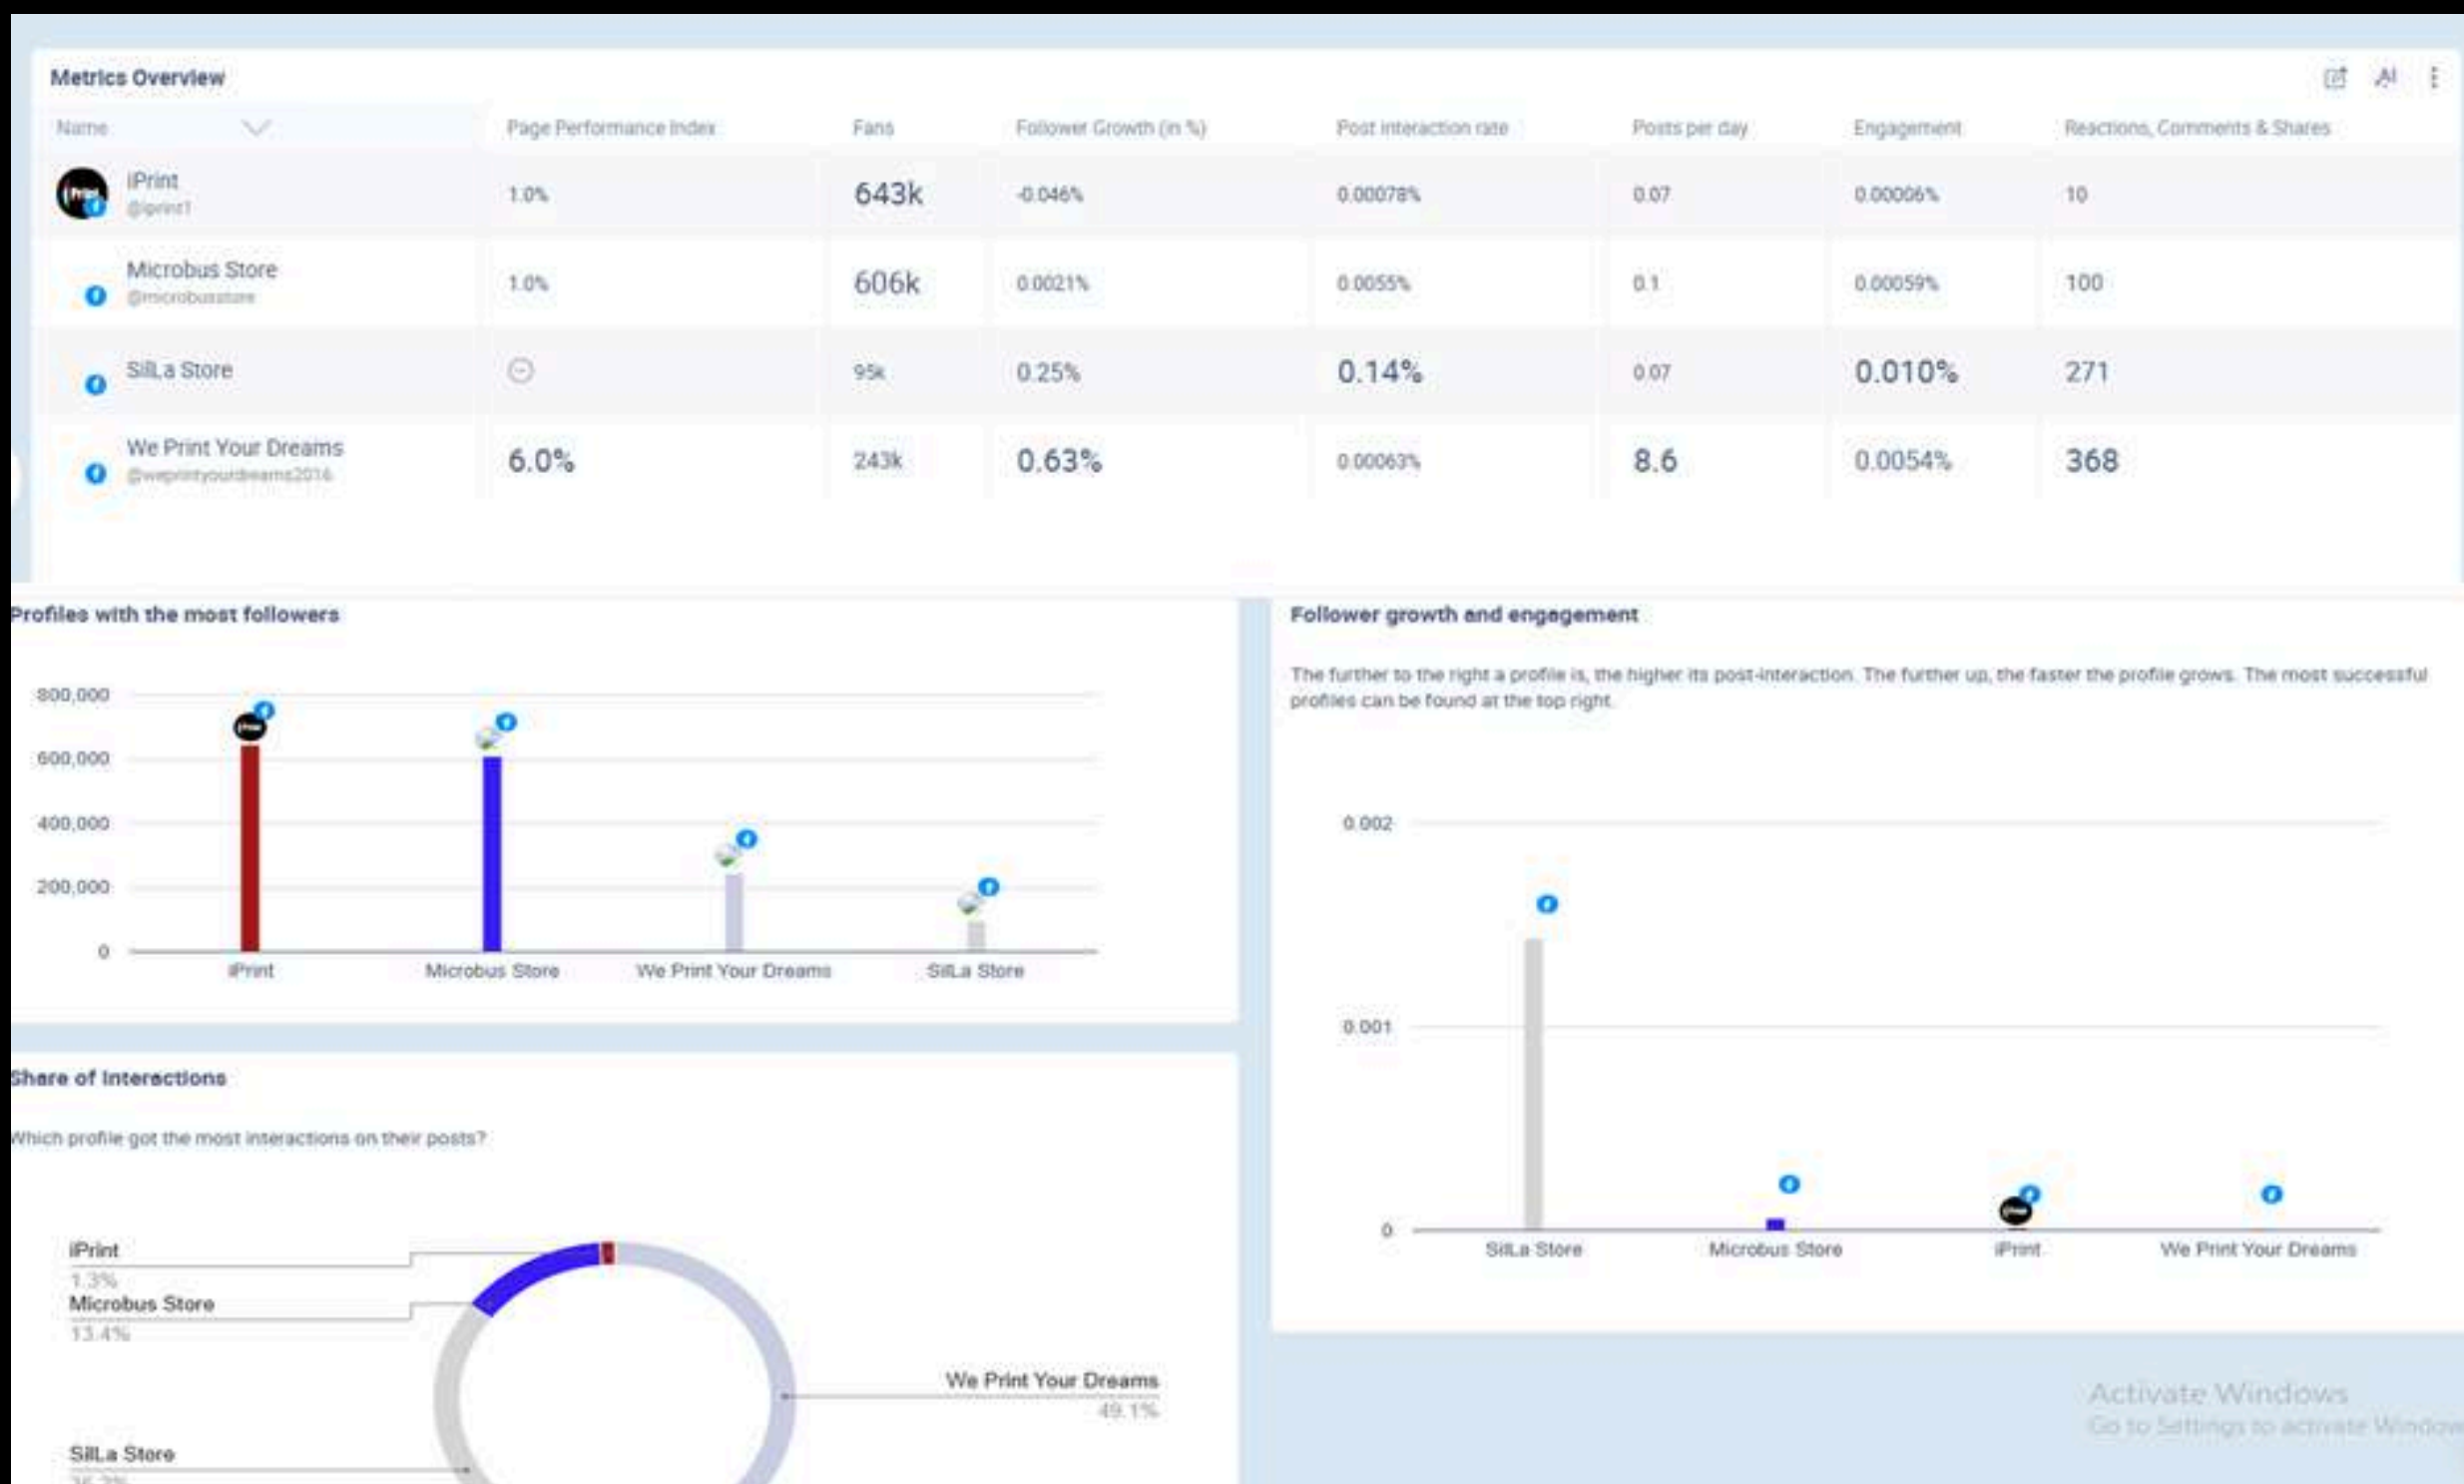 Metrics Overview
Name Page Performance Index Fans Follower Growth (in %) Post interaction rate Posts per day Engagement Reactions, Comments & Shares
iPrint
@iprint1
1.0% 643k -0.046% 0.00078% 0.07 0.00006% 10
Microbus Store
@microbusstore
1.0% 606k 0.0021% 0.0055% 0.1 0.00059% 100
SilLa Store
95k 0.25% 0.14% 0.07 0.010% 271
We Print Your Dreams
@weprintyourdreams2016
6.0% 243k 0.63% 0.00063% 8.6 0.0054% 368
Profiles with the most followers
800,000
600,000
400,000
200,000
0
iPrint Microbus Store We Print Your Dreams SilLa Store
Follower growth and engagement
The further to the right a profile is, the higher its post-interaction. The further up, the faster the profile grows. The most successful
profiles can be found at the top right.
0.002
0.001
0
SilLa Store Microbus Store iPrint We Print Your Dreams
Share of Interactions
Which profile got the most interactions on their posts?
iPrint
1.3%
Microbus Store
13.4%
We Print Your Dreams
49.1%
SilLa Store
Activate Windows
Go to Settings to activate Window